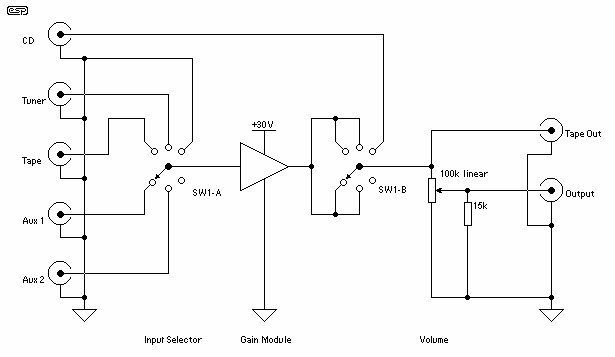 esp
CD
Tuner
Tape
Aux 1
Aux 2
SW1-A
+30V
SW1-B
100k linear
15k
Tape Out
Output
Input Selector
Gain Module
Volume